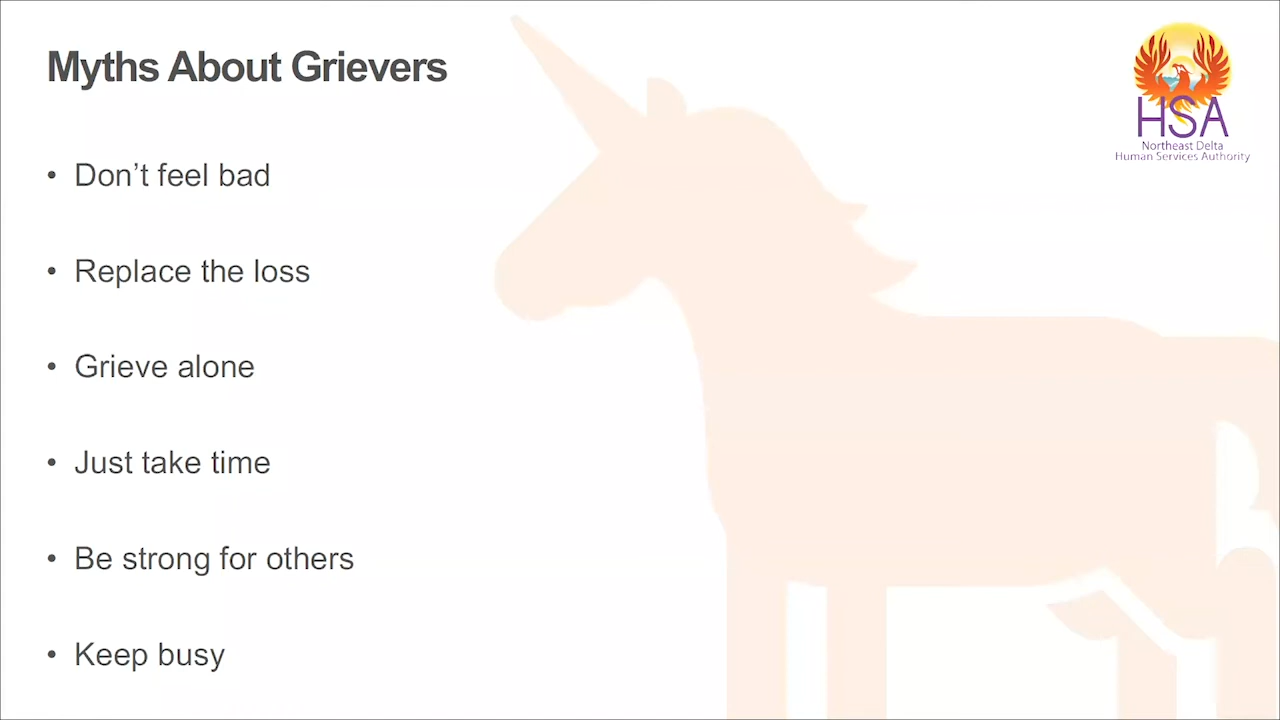 Myths About Grievers
• Don’t feel bad
• Replace the loss
• Grieve alone
• Just take time
• Be strong for others
• Keep busy
HSA
Northeast Delta
Human Services Authority